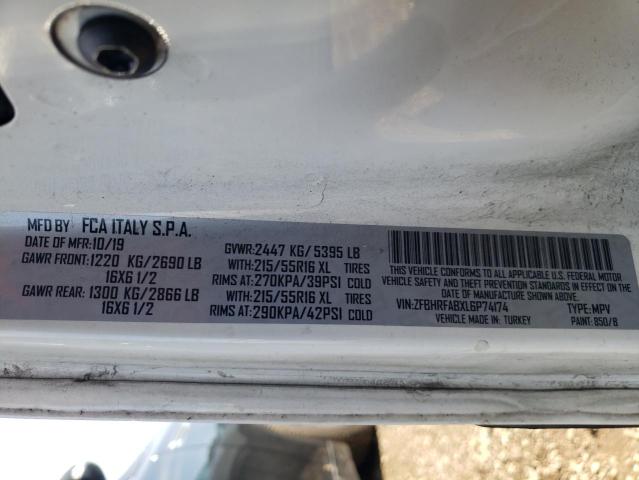 MFD BY FCA ITALY S.P.A.
DATE OF MFR:10/19
GAWR FRONT:1220 KG/2690 LB
16X6 1/2
GAWR REAR: 1300 KG/2866 LB
16X6 1/2
GVWR:2447 KG/ 5395 LB
WITH:215/55R16 XL TIRES
RIMS AT:270KPA/39PSI COLD
WITH:215/55R16 XL TIRES
RIMS AT:290KPA/42PSI COLD
THIS VEHICLE CONFORMS TO ALL APPLICABLE U.S. FEDERAL MOTOR
VEHICLE SAFETY AND THEFT PREVENTION STANDARDS IN EFFECT
ON THE DATE OF MANUFACTURE SHOWN ABOVE.
VIN:ZFBHRFABXL6P74174 TYPE: MPV
VEHICLE MADE IN: TURKEY PAINT: 850/B